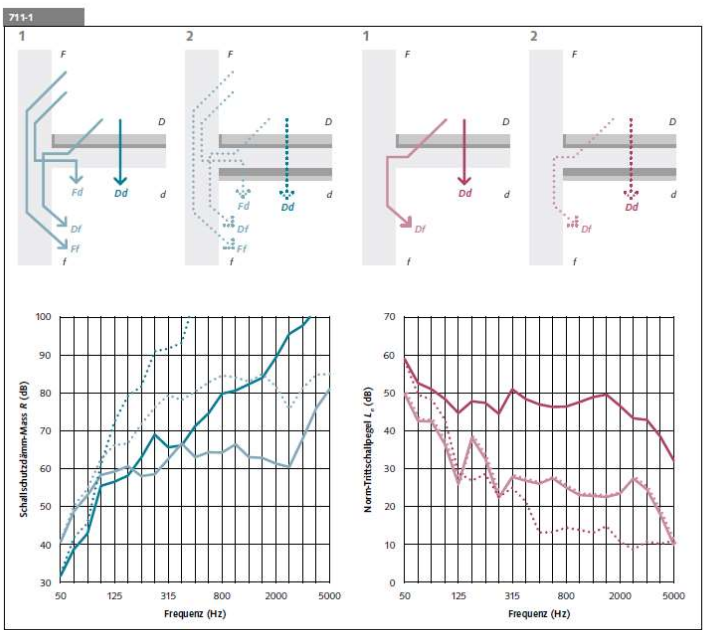 711-1
1 2 1 2
F F F F
D D D D
Fd Dd d Fd Dd d Dd d Dd d
Df Df Df Df
Ff Ff
f f f f
100
90
80
70
60
50
40
30
Schallschutzdämm-Mass R (dB)
50 125 315 800 2000 5000
Frequenz (Hz)
70
60
50
40
30
20
10
0
Norm-Trittschallpegel Ln (dB)
50 125 315 800 2000 5000
Frequenz (Hz)